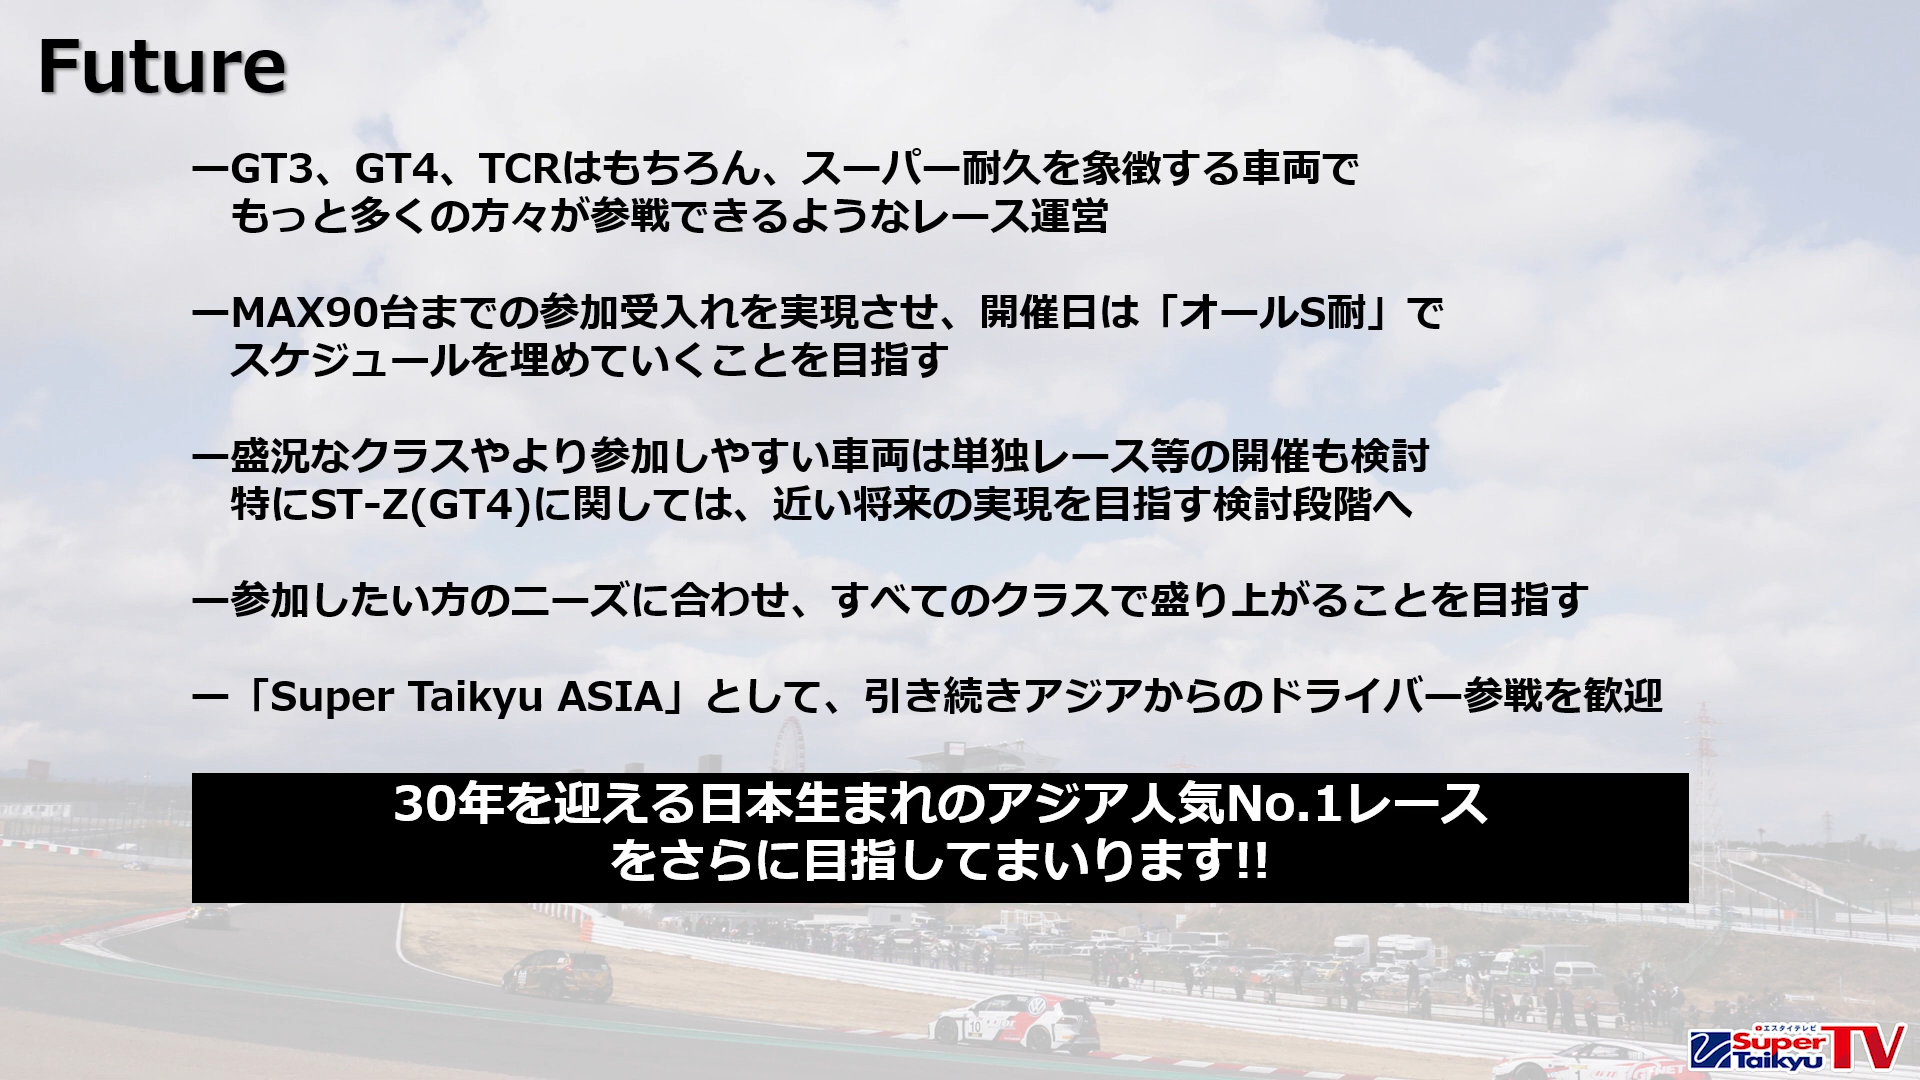 Future
ーGT3、GT4、TCRはもちろん、スーパー耐久を象徴する車両で
もっと多くの方々が参戦できるようなレース運営
ーMAX90台までの参加受入れを実現させ、開催日は「オールS耐」で
スケジュールを埋めていくことを目指す
ー盛況なクラスやより参加しやすい車両は単独レース等の開催も検討
特にST-Z(GT4)に関しては、近い将来の実現を目指す検討段階へ
ー参加したい方のニーズに合わせ、すべてのクラスで盛り上がることを目指す
ー「Super Taikyu ASIA」として、引き続きアジアからのドライバー参戦を歓迎
30年を迎える日本生まれのアジア人気No.1レース
をさらに目指してまいります!!
10
1
エスタイテレビ
Super Taikyu TV